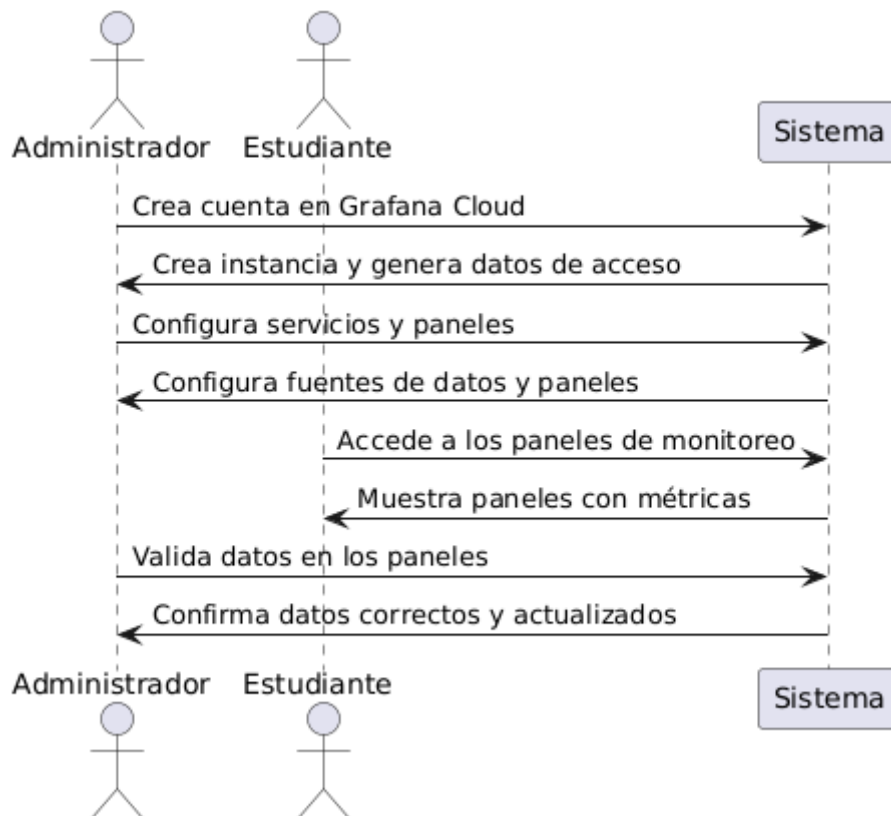 Administrador Estudiante Sistema
Crea cuenta en Grafana Cloud
Crea instancia y genera datos de acceso
Configura servicios y paneles
Configura fuentes de datos y paneles
Accede a los paneles de monitoreo
Muestra paneles con métricas
Valida datos en los paneles
Confirma datos correctos y actualizados
Administrador Estudiante Sistema